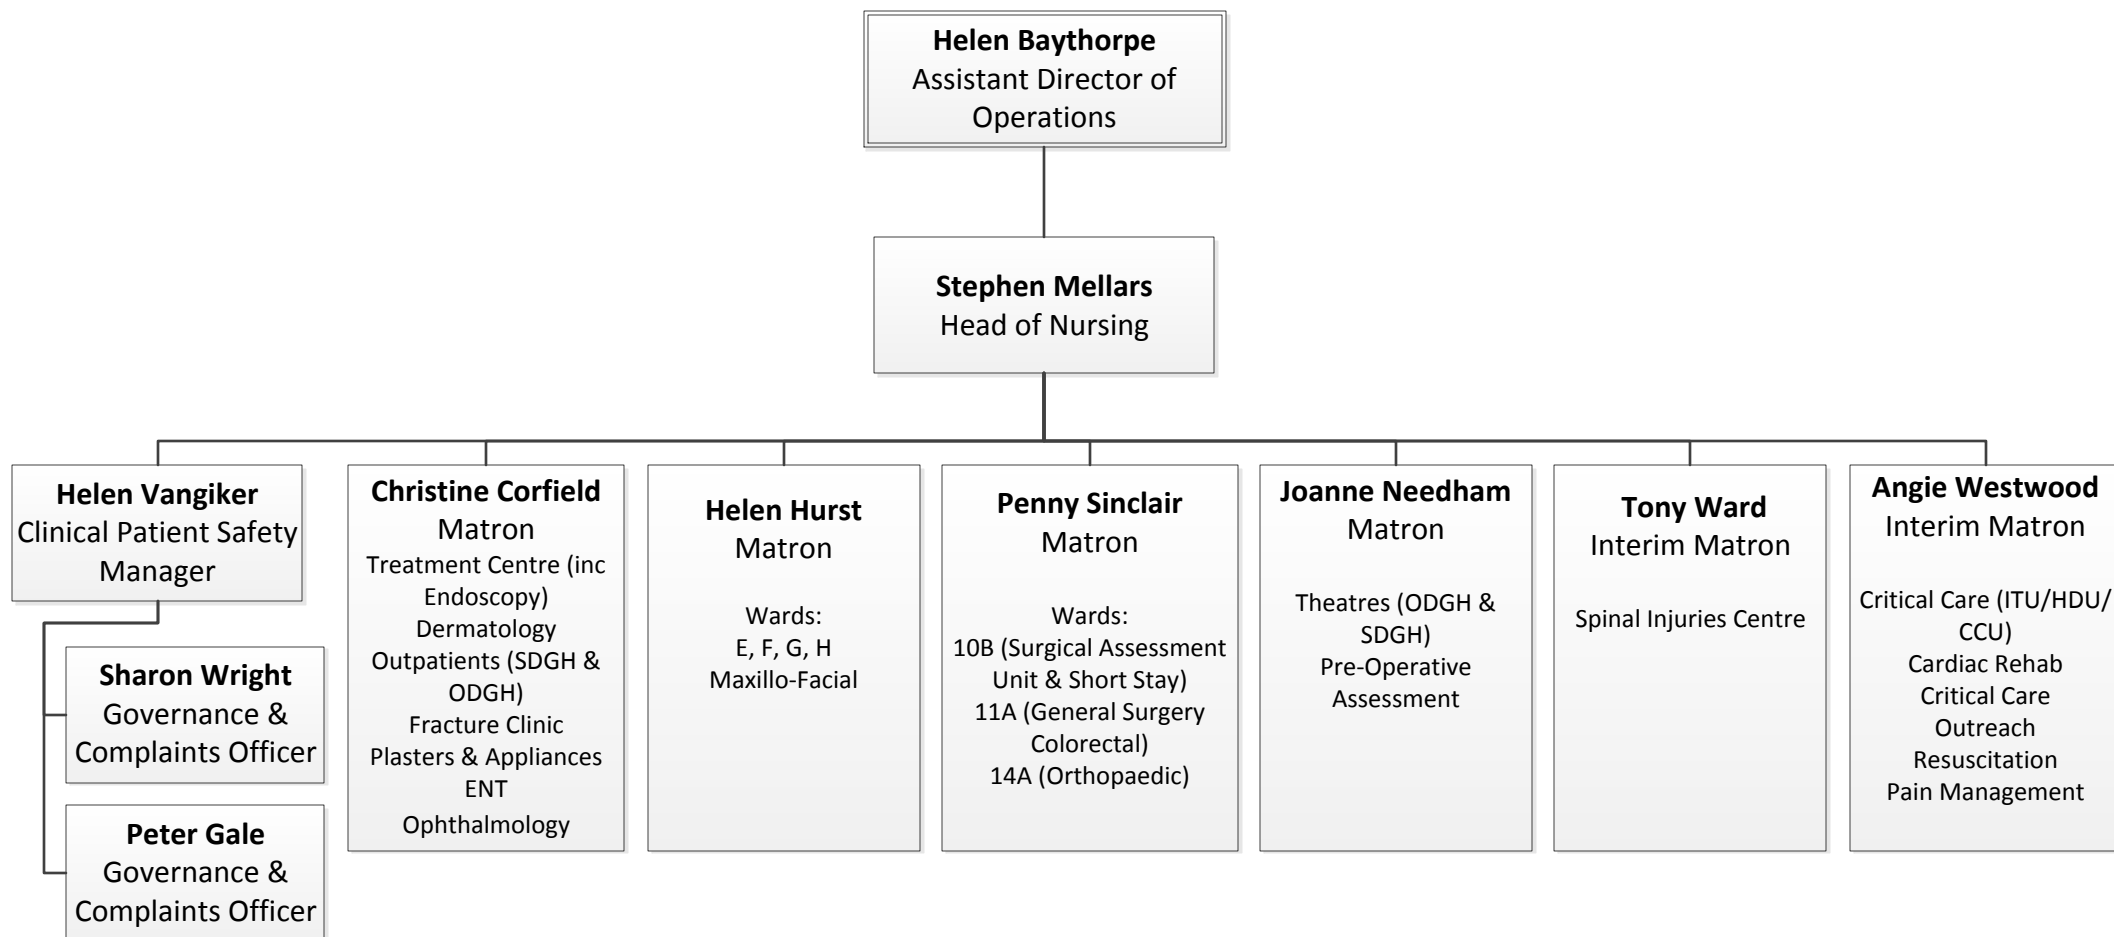 Helen Baythorpe
Assistant Director of
Operations
Stephen Mellars
Head of Nursing
Helen Vangiker
Clinical Patient Safety
Manager
Sharon Wright
Governance &
Complaints Officer
Peter Gale
Governance &
Complaints Officer
Christine Corfield
Matron
Treatment Centre (inc
Endoscopy)
Dermatology
Outpatients (SDGH &
ODGH)
Fracture Clinic
Plasters & Appliances
ENT
Ophthalmology
Helen Hurst
Matron
Wards:
E, F, G, H
Maxillo-Facial
Penny Sinclair
Matron
Wards:
10B (Surgical Assessment
Unit & Short Stay)
11A (General Surgery
Colorectal)
14A (Orthopaedic)
Joanne Needham
Matron
Theatres (ODGH &
SDGH)
Pre-Operative
Assessment
Tony Ward
Interim Matron
Spinal Injuries Centre
Angie Westwood
Interim Matron
Critical Care (ITU/HDU/
CCU)
Cardiac Rehab
Critical Care
Outreach
Resuscitation
Pain Management